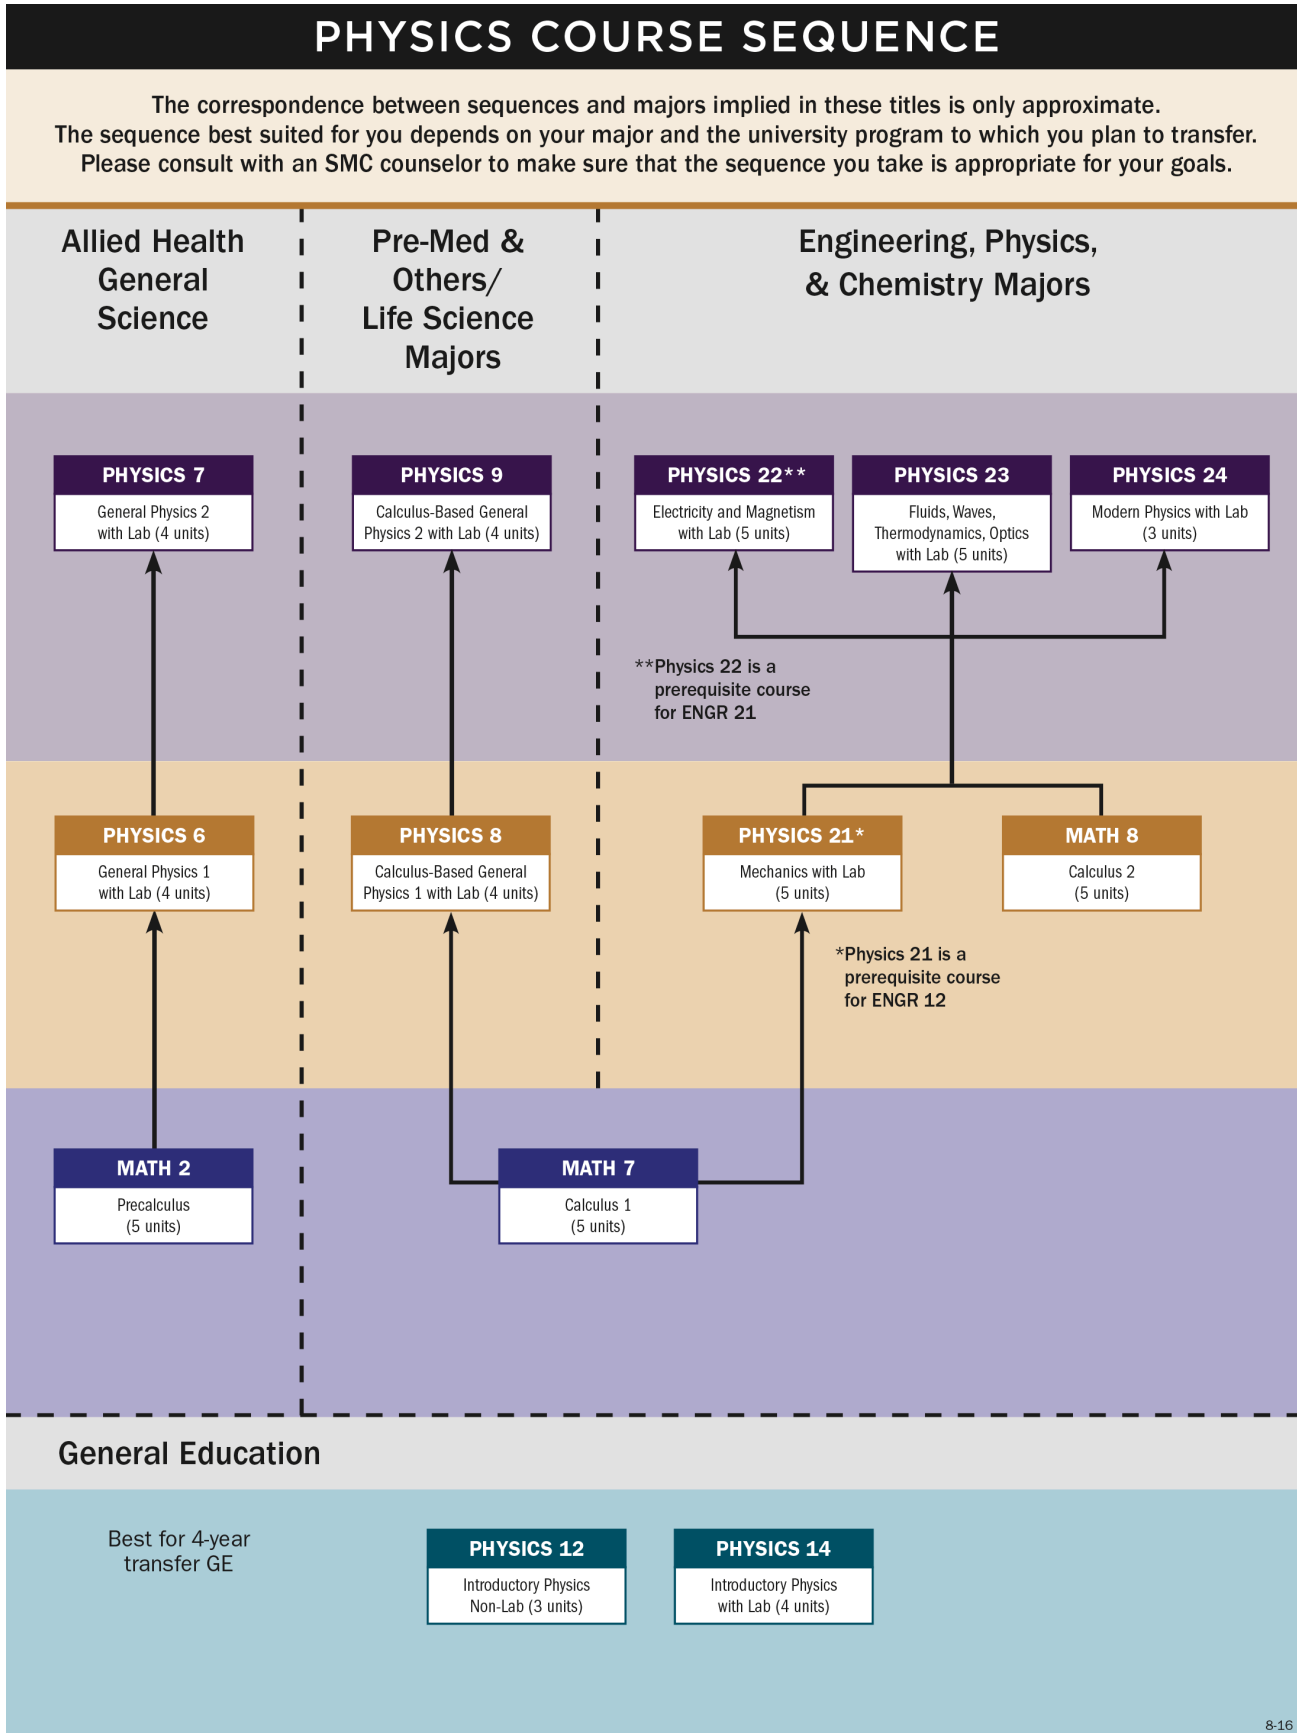 PHYSICS COURSE SEQUENCE
The correspondence between sequences and majors implied in these titles is only approximate.
The sequence best suited for you depends on your major and the university program to which you plan to transfer.
Please consult with an SMC counselor to make sure that the sequence you take is appropriate for your goals.
Allied Health
General
Science
Pre-Med &
Others/
Life Science
Majors
Engineering, Physics,
& Chemistry Majors
PHYSICS 7
General Physics 2
with Lab (4 units)
PHYSICS 9
Calculus-Based General
Physics 2 with Lab (4 units)
PHYSICS 22**
Electricity and Magnetism
with Lab (5 units)
PHYSICS 23
Fluids, Waves,
Thermodynamics, Optics
with Lab (5 units)
PHYSICS 24
Modern Physics with Lab
(3 units)
**Physics 22 is a
prerequisite course
for ENGR 21
PHYSICS 6
General Physics 1
with Lab (4 units)
PHYSICS 8
Calculus-Based General
Physics 1 with Lab (4 units)
PHYSICS 21*
Mechanics with Lab
(5 units)
MATH 8
Calculus 2
(5 units)
*Physics 21 is a
prerequisite course
for ENGR 12
MATH 2
Precalculus
(5 units)
MATH 7
Calculus 1
(5 units)
General Education
Best for 4-year
transfer GE
PHYSICS 12
Introductory Physics
Non-Lab (3 units)
PHYSICS 14
Introductory Physics
with Lab (4 units)
8-16